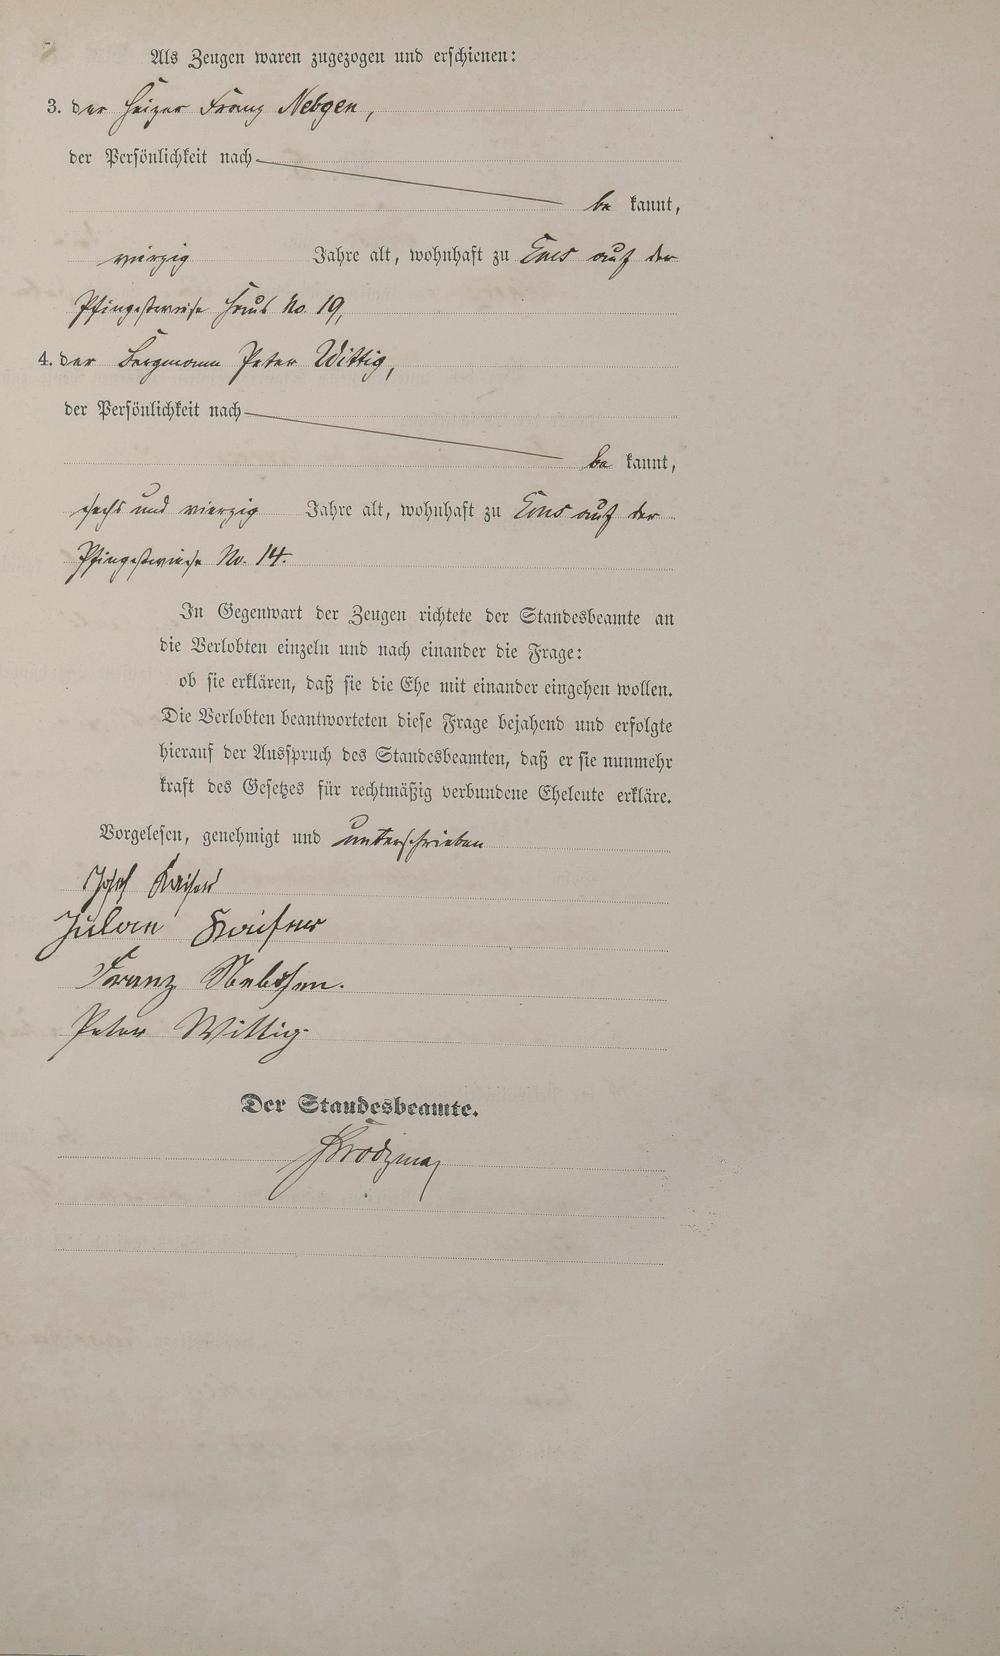 Als Zeugen waren zugezogen und erschienen:
3. der Heizer Franz Nebgen,
der Persönlichkeit nach
be kannt,
vierzig Jahre alt, wohnhaft zu Ems auf der
Pfingstwiese Haus No. 19,
4. der Bergmann Peter Wittig,
der Persönlichkeit nach
be kannt,
sechs und vierzig Jahre alt, wohnhaft zu Ems auf der
Pfingstwiese No. 14.
In Gegenwart der Zeugen richtete der Standesbeamte an
die Verlobten einzeln und nach einander die Frage:
ob sie erklären, daß sie die Ehe mit einander eingehen wollen.
Die Verlobten beantworteten diese Frage bejahend und erfolgte
hierauf der Ausspruch des Standesbeamten, daß er sie nunmehr
kraft des Gesetzes für rechtmäßig verbundene Eheleute erkläre.
Vorgelesen, genehmigt und unterschrieben
Josef Kaiser
Kaiser
Franz
Peter Wittig.
Der Standesbeamte.